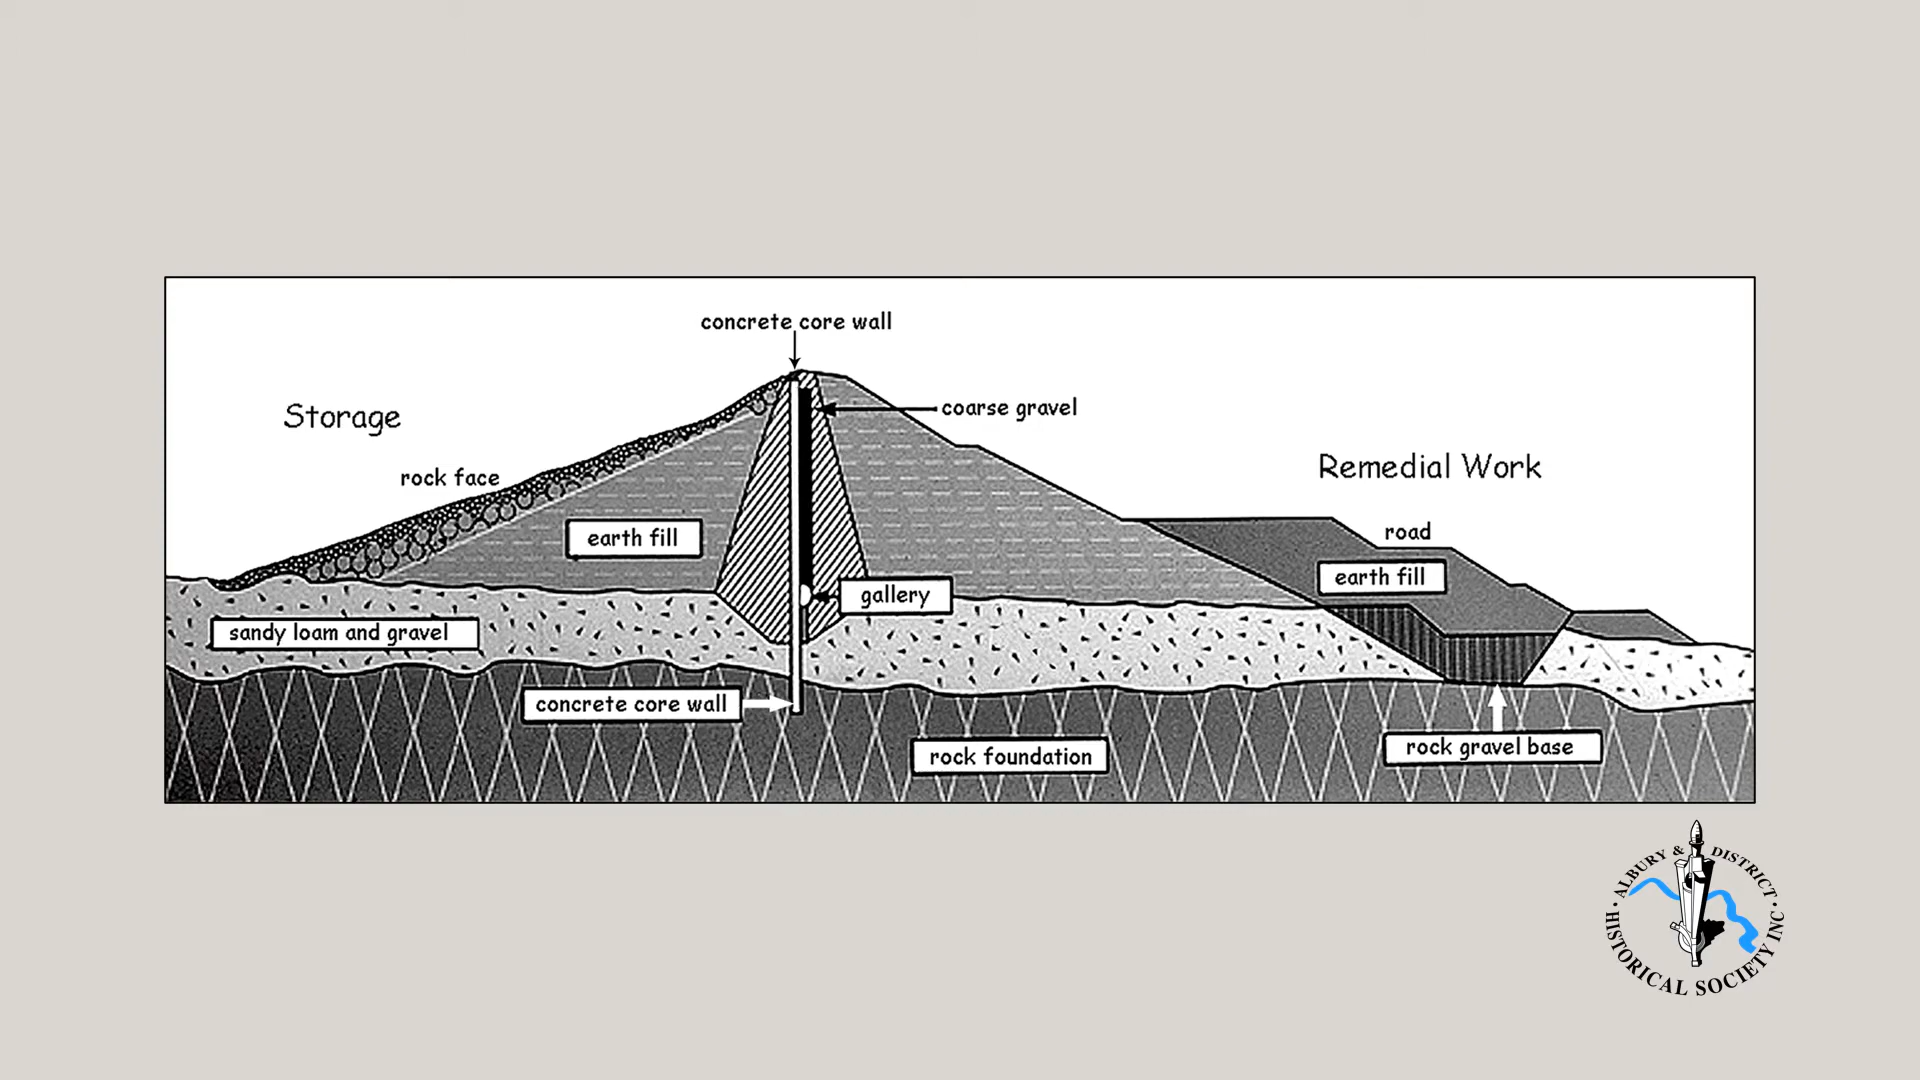 concrete core wall
Storage
coarse gravel
rock face
Remedial Work
road
earth fill
earth fill
gallery
sandy loam and gravel
concrete core wall
rock foundation
rock gravel base
ALBURY & DISTRICT
HISTORICAL SOCIETY INC